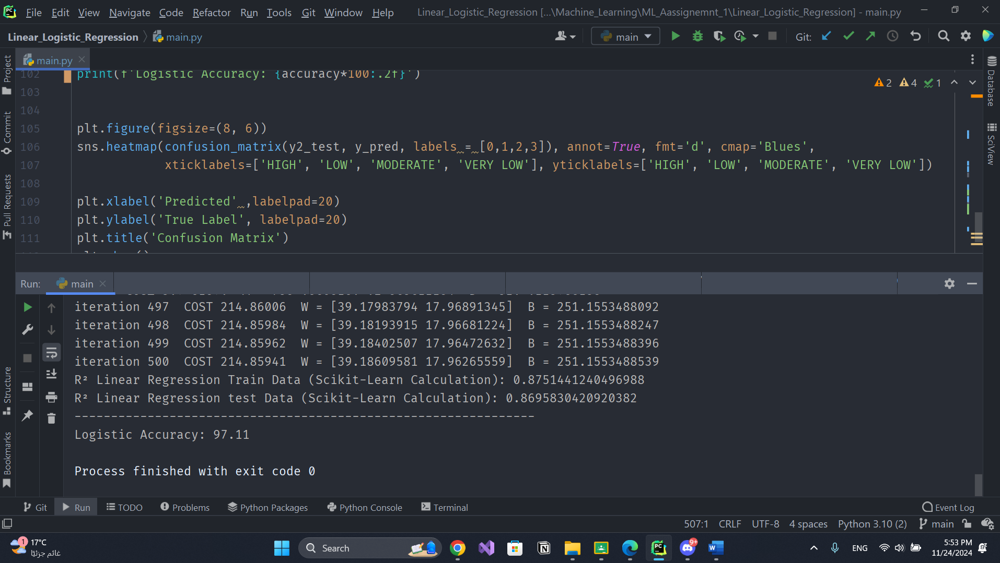 File Edit View Navigate Code Refactor Run Tools Git Window Help Linear_Logistic_Regression [...\Machine_Learning\ML_Aassignemnt_1\Linear_Logistic_Regression] - main.py
Linear_Logistic_Regression main.py main Git:
main.py
102 print(f'Logistic Accuracy: {accuracy*100:.2f}')
2 4 1
103
104
105 plt.figure(figsize=(8, 6))
106 sns.heatmap(confusion_matrix(y2_test, y_pred, labels = [0,1,2,3]), annot=True, fmt='d', cmap='Blues',
107 xticklabels=['HIGH', 'LOW', 'MODERATE', 'VERY LOW'], yticklabels=['HIGH', 'LOW', 'MODERATE', 'VERY LOW'])
108
109 plt.xlabel('Predicted' ,labelpad=20)
110 plt.ylabel('True Label', labelpad=20)
111 plt.title('Confusion Matrix')
Project
Commit
Pull Requests
Structure
Bookmarks
Database
SciView
Run: main
iteration 497 COST 214.86006 W = [39.17983794 17.96891345] B = 251.1553488092
iteration 498 COST 214.85984 W = [39.18193915 17.96681224] B = 251.1553488247
iteration 499 COST 214.85962 W = [39.18402507 17.96472632] B = 251.1553488396
iteration 500 COST 214.85941 W = [39.18609581 17.96265559] B = 251.1553488539
R² Linear Regression Train Data (Scikit-Learn Calculation): 0.8751441240496988
R² Linear Regression test Data (Scikit-Learn Calculation): 0.8695830420920382
---------------------------------------------------------------
Logistic Accuracy: 97.11
Process finished with exit code 0
Git Run TODO Problems Python Packages Python Console Terminal Event Log
507:1 CRLF UTF-8 4 spaces Python 3.10 (2) main
1 17°C
غائم جزئيًا
Search
9+
ENG
5:53 PM
11/24/2024